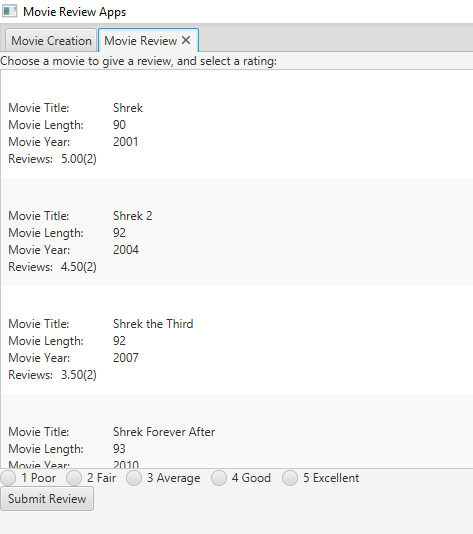 Movie Review Apps
Movie Creation Movie Review ✕
Choose a movie to give a review, and select a rating:
Movie Title: Shrek
Movie Length: 90
Movie Year: 2001
Reviews: 5.00(2)
Movie Title: Shrek 2
Movie Length: 92
Movie Year: 2004
Reviews: 4.50(2)
Movie Title: Shrek the Third
Movie Length: 92
Movie Year: 2007
Reviews: 3.50(2)
Movie Title: Shrek Forever After
Movie Length: 93
Movie Year: 2010
1 Poor 2 Fair 3 Average 4 Good 5 Excellent
Submit Review